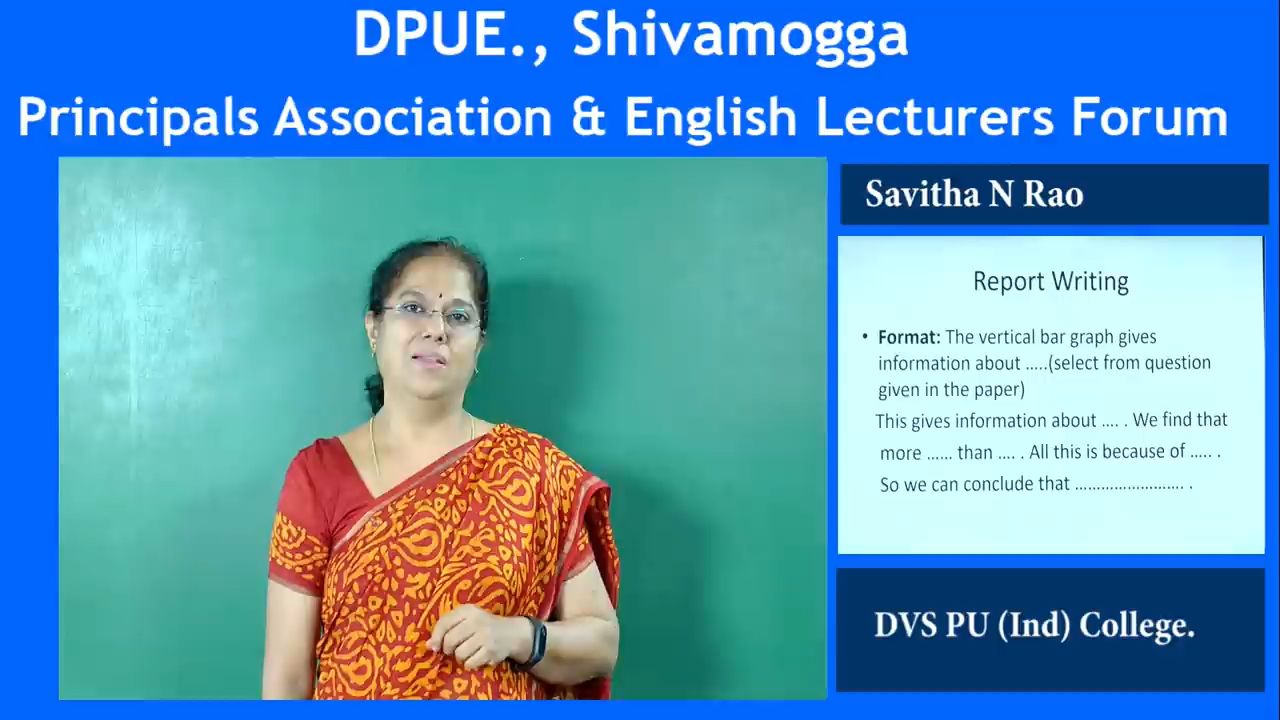 DPUE., Shivamogga
Principals Association & English Lecturers Forum
Savitha N Rao
Report Writing
• Format: The vertical bar graph gives
information about .....(select from question
given in the paper)
This gives information about .... . We find that
more ...... than .... . All this is because of ..... .
So we can conclude that ........................ .
DVS PU (Ind) College.